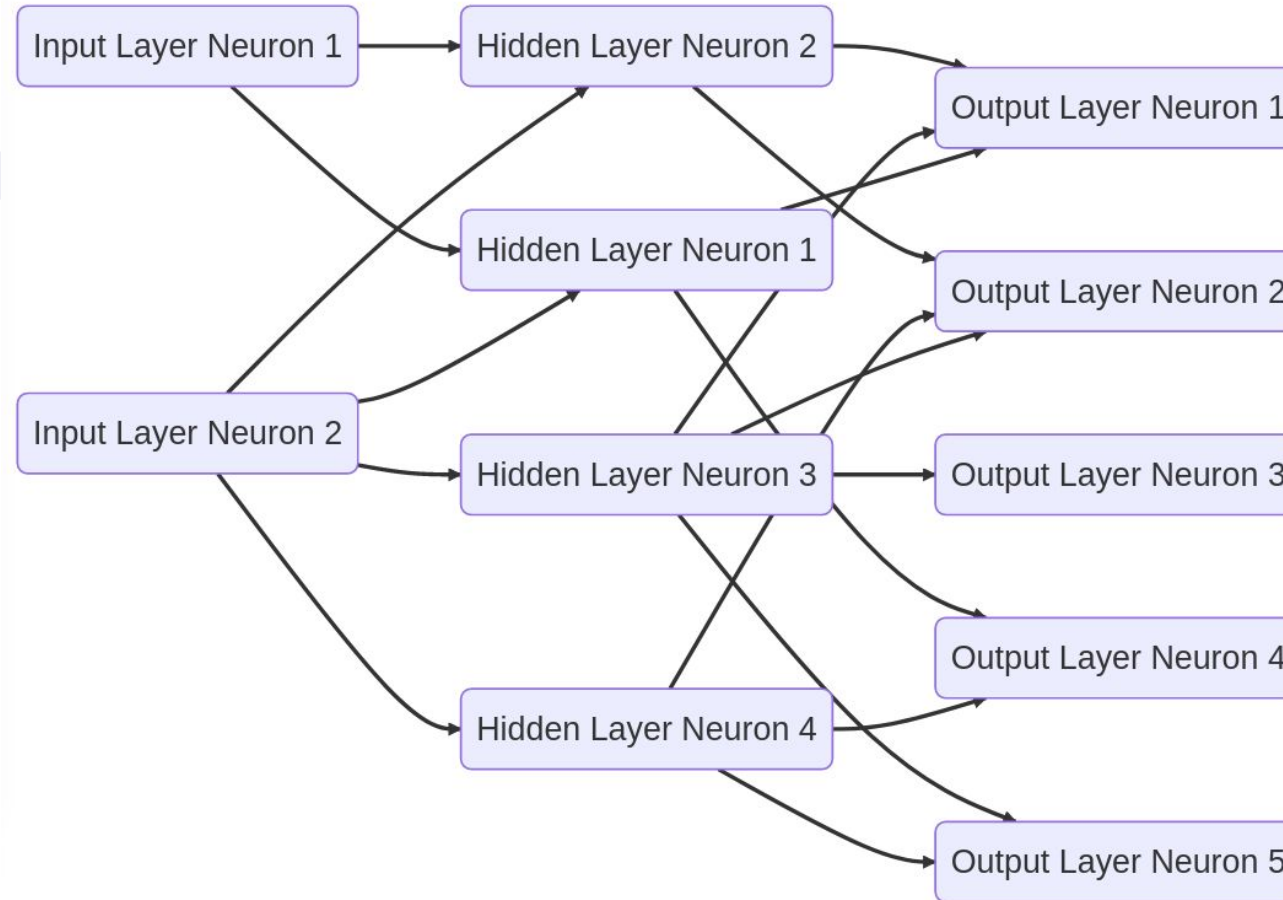 Input Layer Neuron 1
Hidden Layer Neuron 2
Output Layer Neuron 1
Hidden Layer Neuron 1
Output Layer Neuron 2
Input Layer Neuron 2
Hidden Layer Neuron 3
Output Layer Neuron 3
Output Layer Neuron 4
Hidden Layer Neuron 4
Output Layer Neuron 5